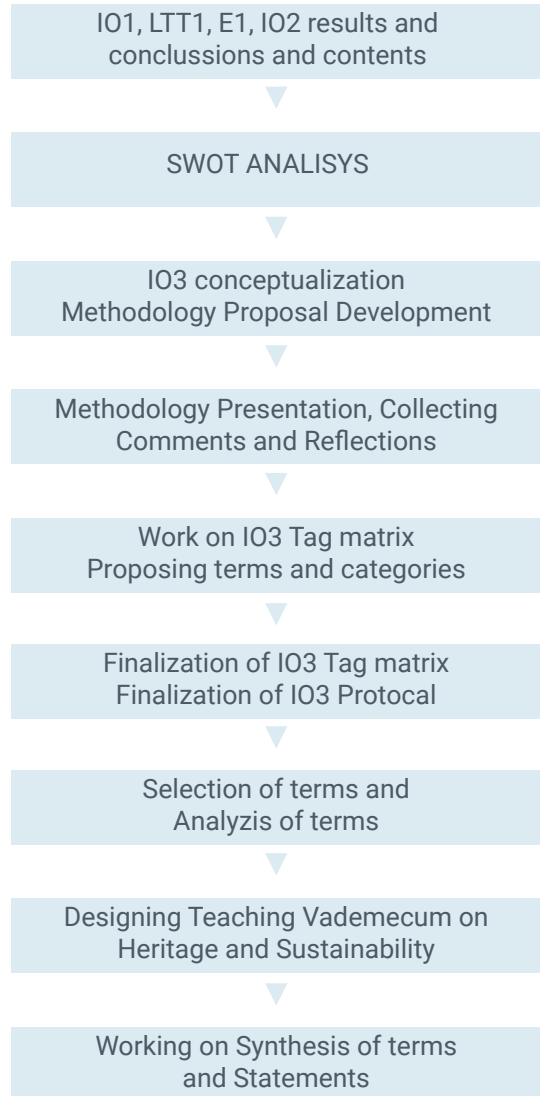 IO1, LTT1, E1, IO2 results and
conclussions and contents
SWOT ANALISYS
IO3 conceptualization
Methodology Proposal Development
Methodology Presentation, Collecting
Comments and Reflections
Work on IO3 Tag matrix
Proposing terms and categories
Finalization of IO3 Tag matrix
Finalization of IO3 Protocal
Selection of terms and
Analyzis of terms
Designing Teaching Vademecum on
Heritage and Sustainability
Working on Synthesis of terms
and Statements